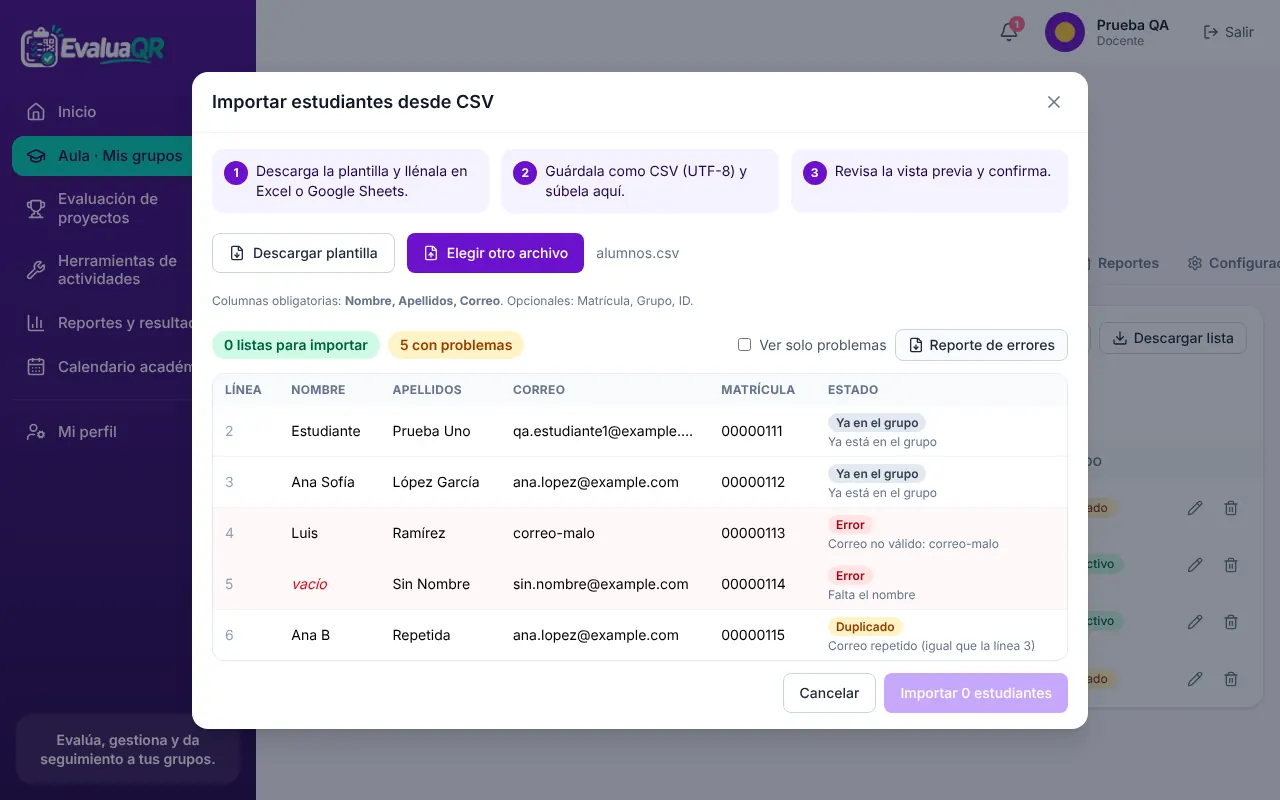 EvaluaQR
1
Prueba QA
Docente
Salir
Inicio
Aula · Mis grupos
Evaluación de
proyectos
Herramientas de
actividades
Reportes y
Calendario
Mi perfil
Evalúa, gestiona y da
seguimiento a tus grupos.
Reportes
Descargar lista
Importar estudiantes desde CSV
1 Descarga la plantilla y llénala en
Excel o Google Sheets.
2 Guárdala como CSV (UTF-8) y
súbela aquí.
3 Revisa la vista previa y confirma.
Descargar plantilla
Elegir otro archivo
alumnos.csv
Columnas obligatorias: Nombre, Apellidos, Correo. Opcionales: Matrícula, Grupo, ID.
0 listas para importar
5 con problemas
Ver solo problemas
Reporte de errores
LÍNEA NOMBRE APELLIDOS CORREO MATRÍCULA ESTADO
2 Estudiante Prueba Uno qa.estudiante1@example.... 00000111 Ya en el grupo
Ya está en el grupo
3 Ana Sofía López García ana.lopez@example.com 00000112 Ya en el grupo
Ya está en el grupo
4 Luis Ramírez correo-malo 00000113 Error
Correo no válido: correo-malo
5 vacío Sin Nombre sin.nombre@example.com 00000114 Error
Falta el nombre
6 Ana B Repetida ana.lopez@example.com 00000115 Duplicado
Correo repetido (igual que la línea 3)
Cancelar
Importar 0 estudiantes